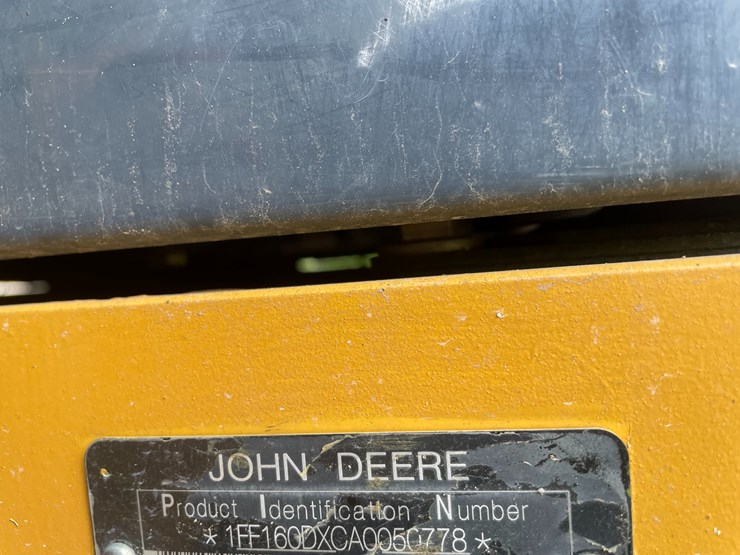 JOHN DEERE
Product Identification Number
*1FF160DXCA0050778*